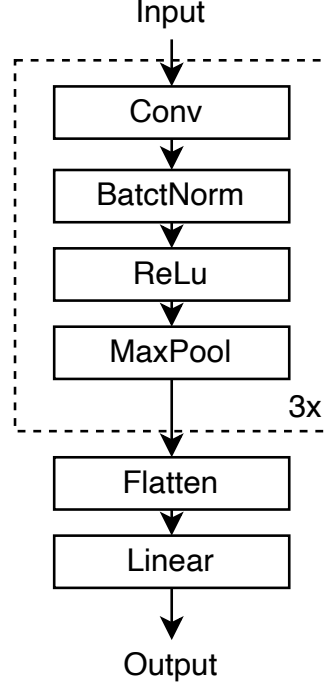 Input
Conv
BatctNorm
ReLu
MaxPool
3x
Flatten
Linear
Output